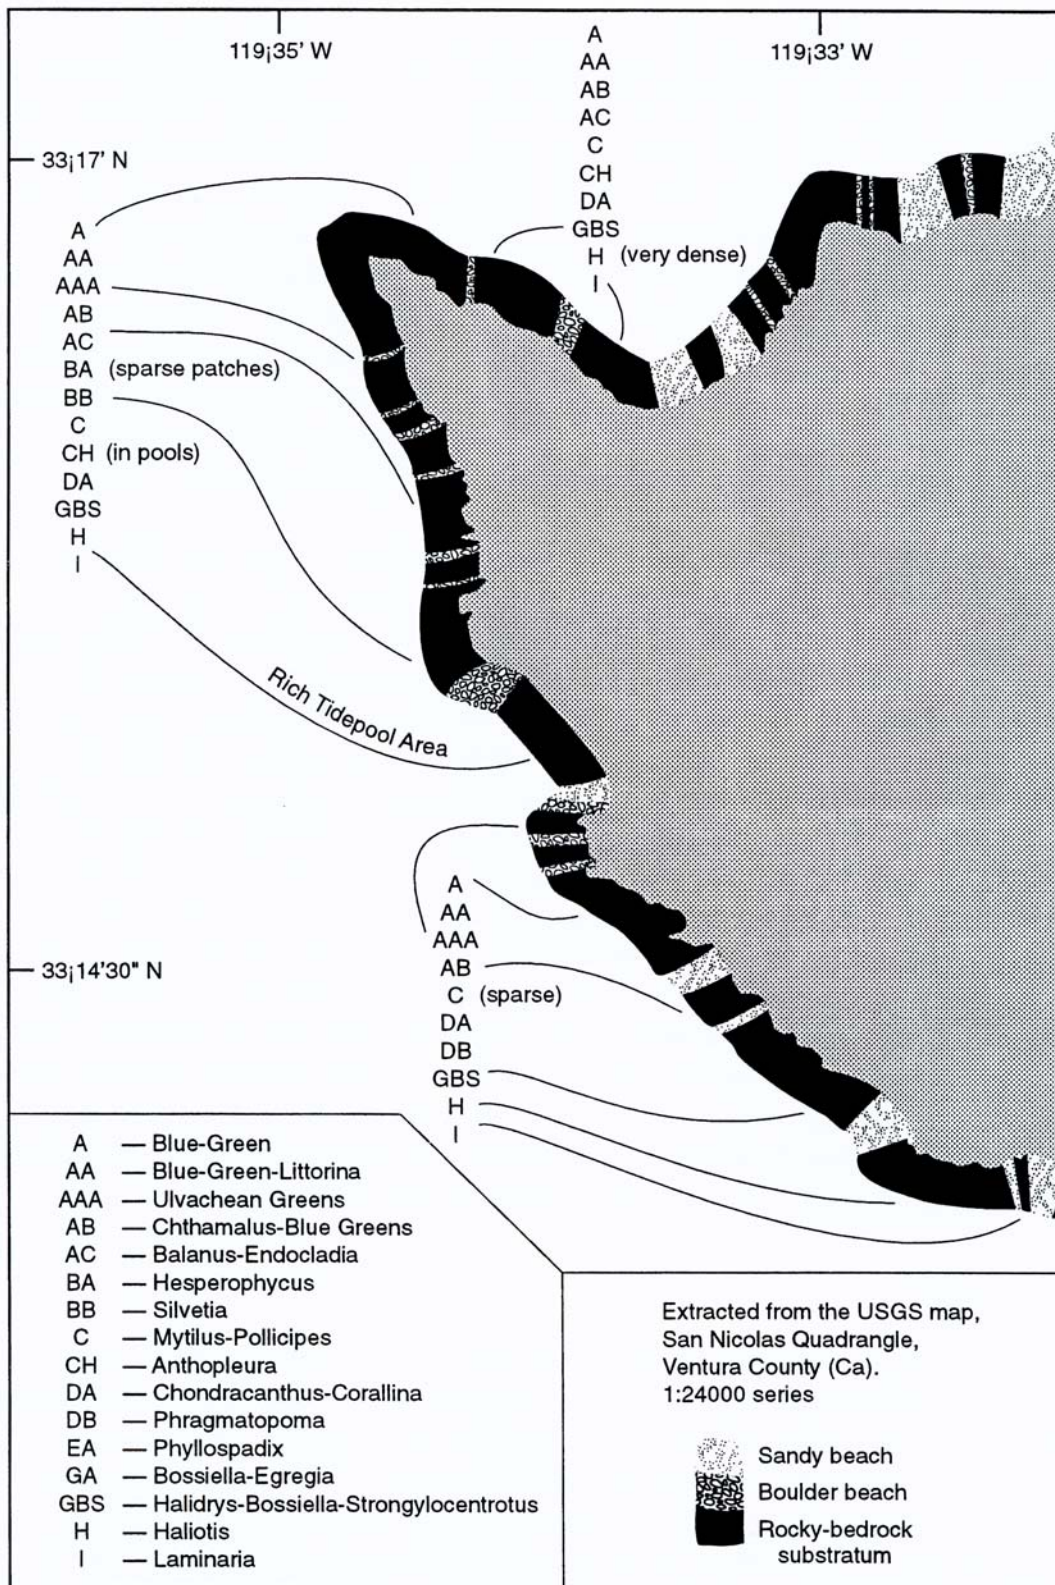 119¡35' W
119¡33' W
A
AA
AB
AC
C
CH
DA
GBS
H (very dense)
I
33¡17' N
A
AA
AAA
AB
AC
BA (sparse patches)
BB
C
CH (in pools)
DA
GBS
H
I
Rich Tidepool Area
A
AA
AAA
AB
C (sparse)
DA
DB
GBS
H
I
33¡14'30" N
A — Blue-Green
AA — Blue-Green-Littorina
AAA — Ulvachean Greens
AB — Chthamalus-Blue Greens
AC — Balanus-Endocladia
BA — Hesperophycus
BB — Silvetia
C — Mytilus-Pollicipes
CH — Anthopleura
DA — Chondracanthus-Corallina
DB — Phragmatopoma
EA — Phyllospadix
GA — Bossiella-Egregia
GBS — Halidrys-Bossiella-Strongylocentrotus
H — Haliotis
I — Laminaria
Extracted from the USGS map,
San Nicolas Quadrangle,
Ventura County (Ca).
1:24000 series
Sandy beach
Boulder beach
Rocky-bedrock
substratum